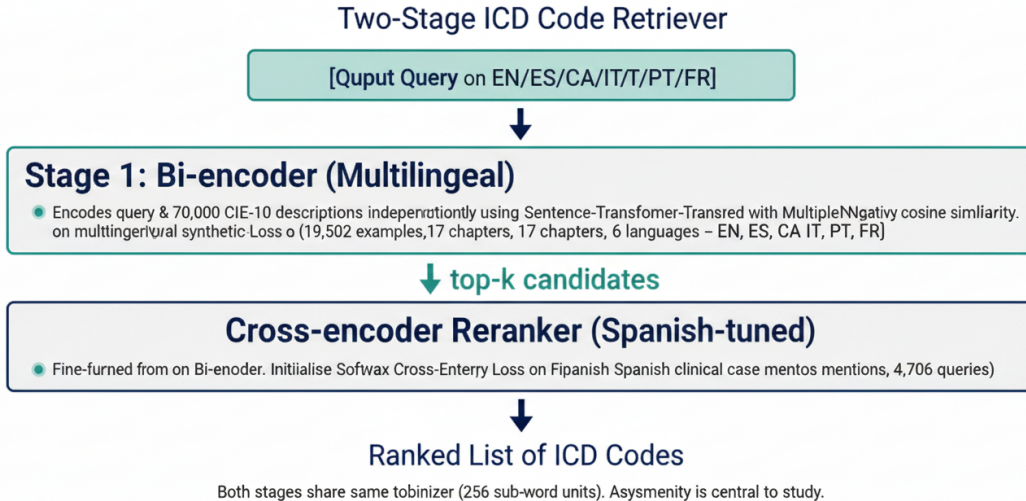 Two-Stage ICD Code Retriever
[Quput Query on EN/ES/CA/IT/T/PT/FR]
Stage 1: Bi-encoder (Multilingeal)
Encodes query & 70,000 CIE-10 descriptions indepernotiontly using Sentence-Transfomer-Transred with MultipleNNgativy cosine simliarity.
on multtingerlvral synthetic-Loss o (19,502 examples,17 chapters, 17 chapters, 6 languages – EN, ES, CA IT, PT, FR]
top-k candidates
Cross-encoder Reranker (Spanish-tuned)
Fine-furned from on Bi-enoder. Initiialise Sofwax Cross-Enterry Loss on Fipanish Spanish clinical case mentos mentions, 4,706 queries)
Ranked List of ICD Codes
Both stages share same tobinizer (256 sub-word units). Asysmenity is central to study.